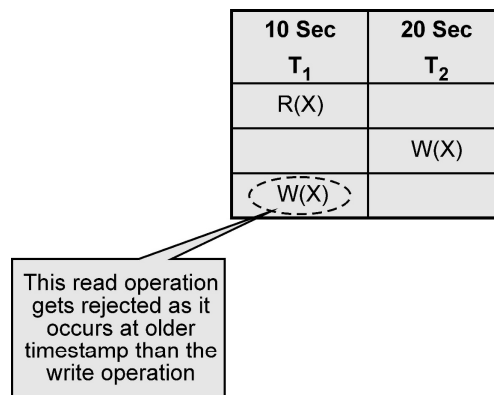 10 Sec 20 Sec
T₁ T₂
R(X)
W(X)
W(X)
This read operation
gets rejected as it
occurs at older
timestamp than the
write operation